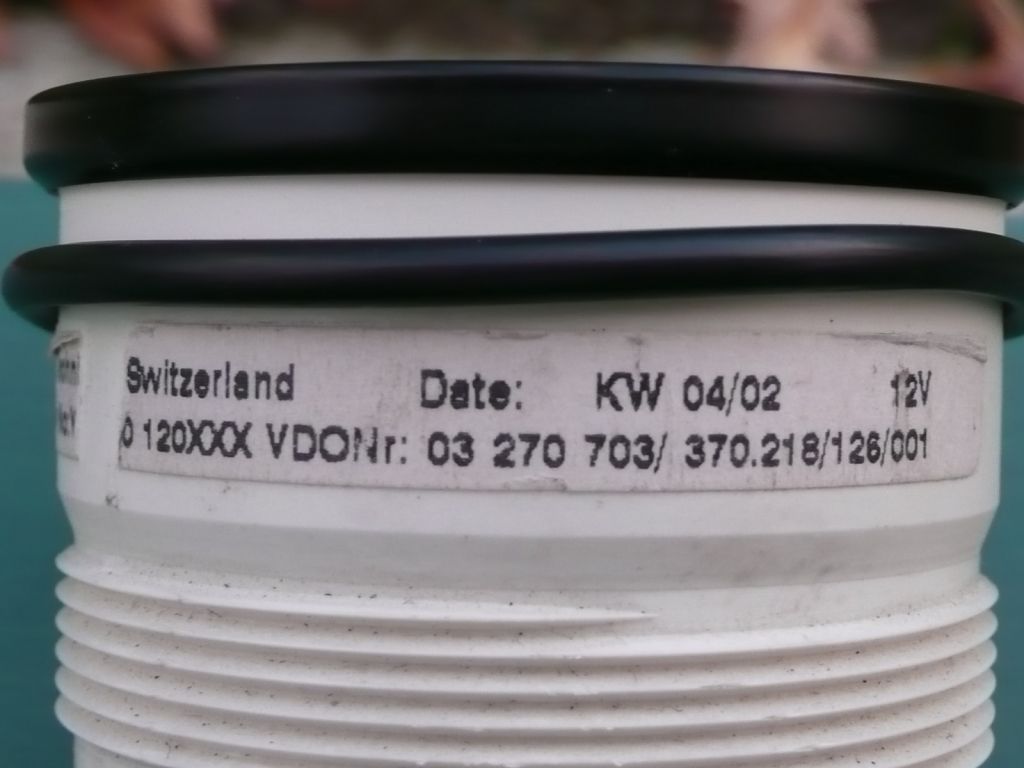 Switzerland Date: KW 04/02 12V
0 120XXX VDONr: 03 270 703/ 370.218/126/001